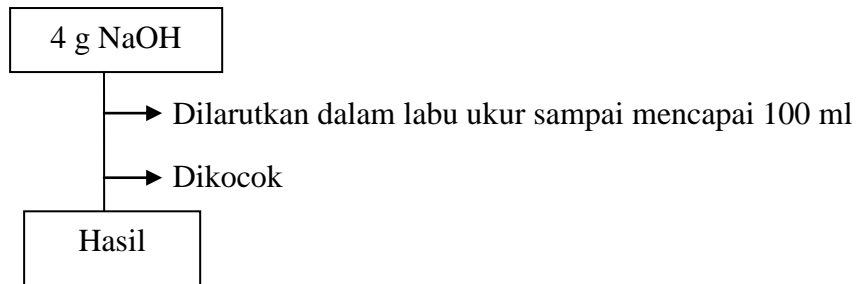 4 g NaOH
Dilarutkan dalam labu ukur sampai mencapai 100 ml
Dikocok
Hasil